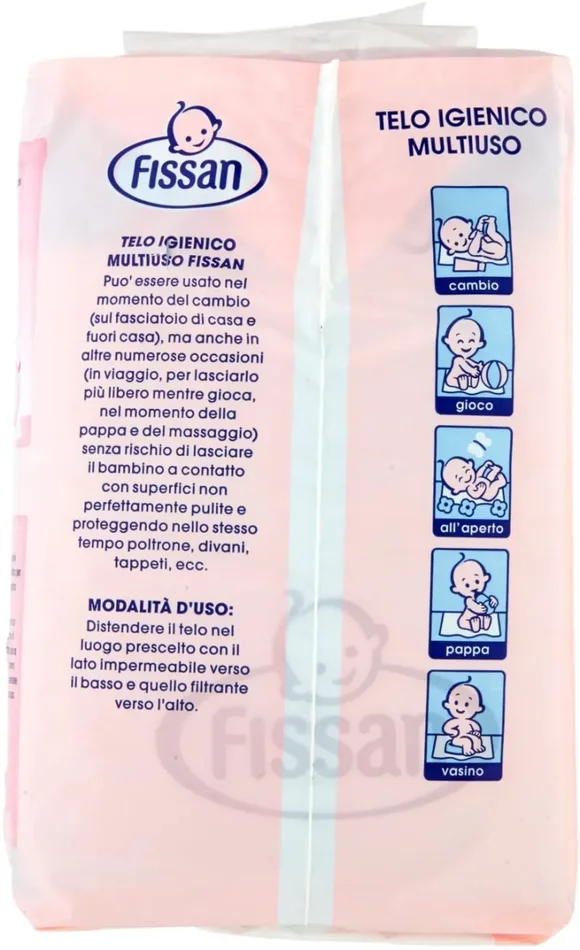 Fissan
TELO IGIENICO
MULTIUSO FISSAN
Puo' essere usato nel
momento del cambio
(sul fasciatoio di casa e
fuori casa), ma anche in
altre numerose occasioni
(in viaggio, per lasciarlo
più libero mentre gioca,
nel momento della
pappa e del massaggio)
senza rischio di lasciare
il bambino a contatto
con superfici non
perfettamente pulite e
proteggendo nello stesso
tempo poltrone, divani,
tappeti, ecc.
MODALITÀ D'USO:
Distendere il telo nel
luogo prescelto con il
lato impermeabile verso
il basso e quello filtrante
verso l'alto.
TELO IGIENICO
MULTIUSO
cambio
gioco
all'aperto
pappa
vasino
Fissan